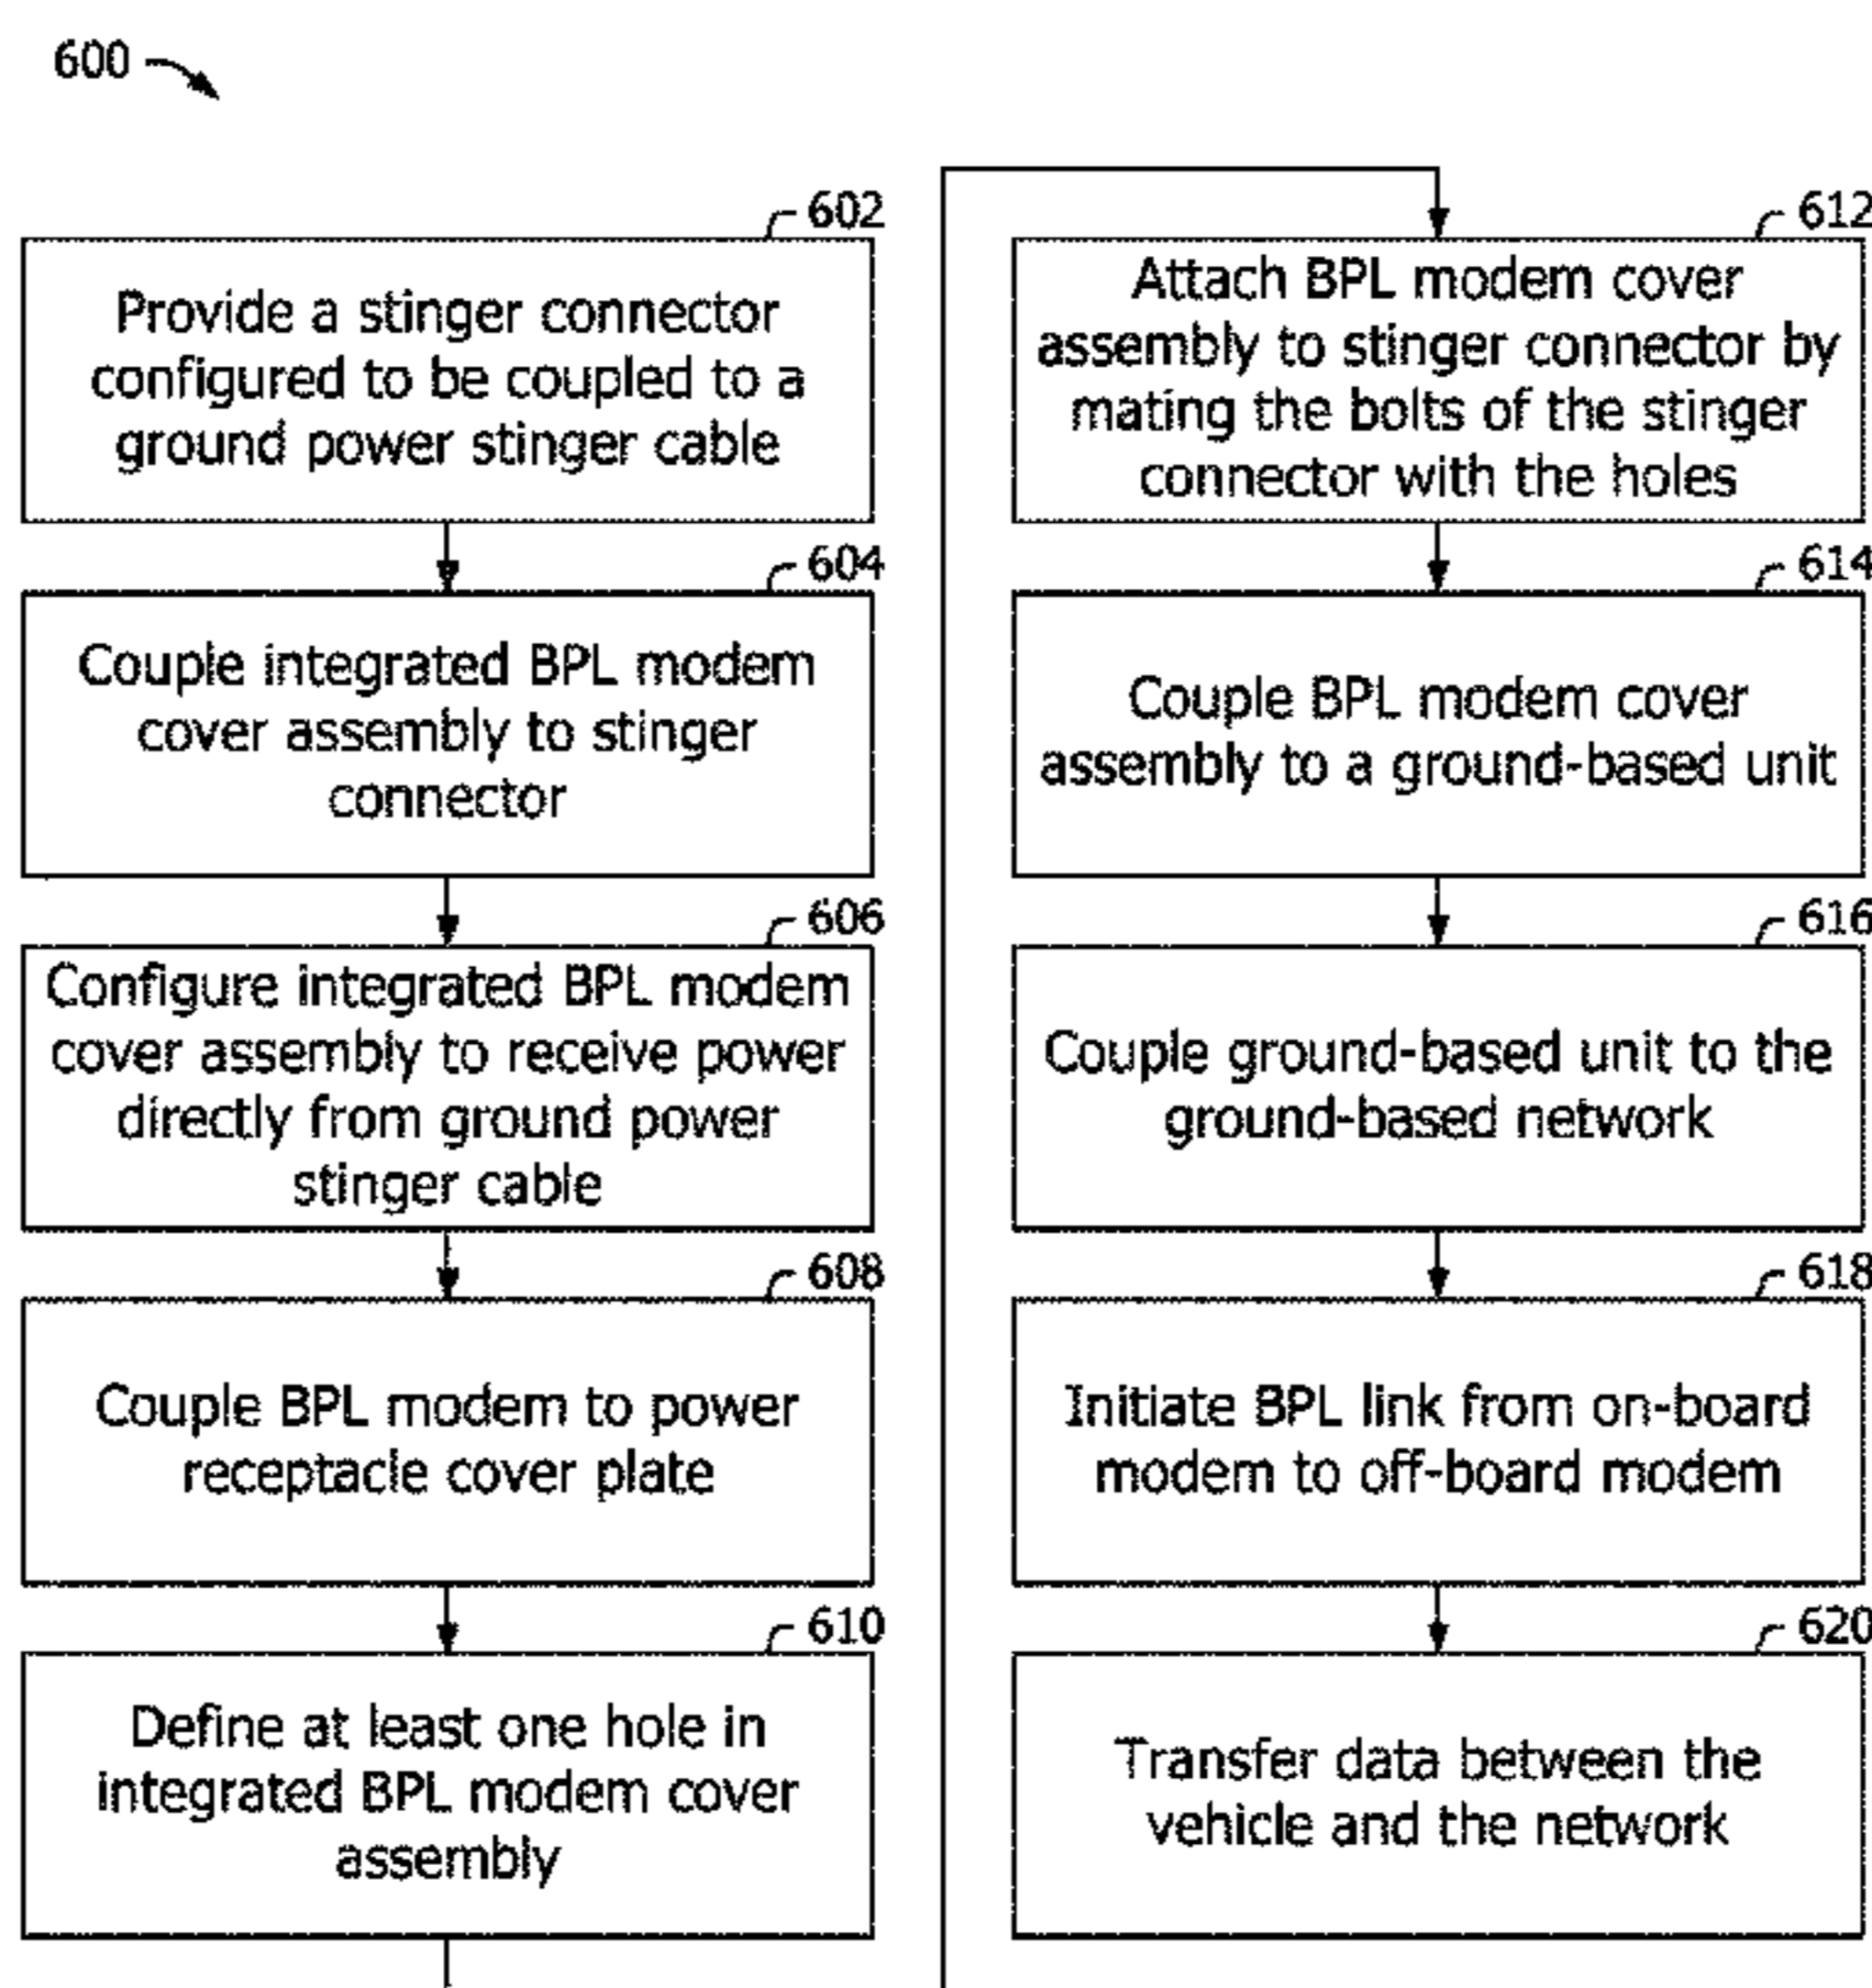 600
602
Provide a stinger connector
configured to be coupled to a
ground power stinger cable
604
Couple integrated BPL modem
cover assembly to stinger
connector
606
Configure integrated BPL modem
cover assembly to receive power
directly from ground power
stinger cable
608
Couple BPL modem to power
receptacle cover plate
610
Define at least one hole in
integrated BPL modem cover
assembly
612
Attach BPL modem cover
assembly to stinger connector by
mating the bolts of the stinger
connector with the holes
614
Couple BPL modem cover
assembly to a ground-based unit
616
Couple ground-based unit to the
ground-based network
618
Initiate BPL link from on-board
modem to off-board modem
620
Transfer data between the
vehicle and the network